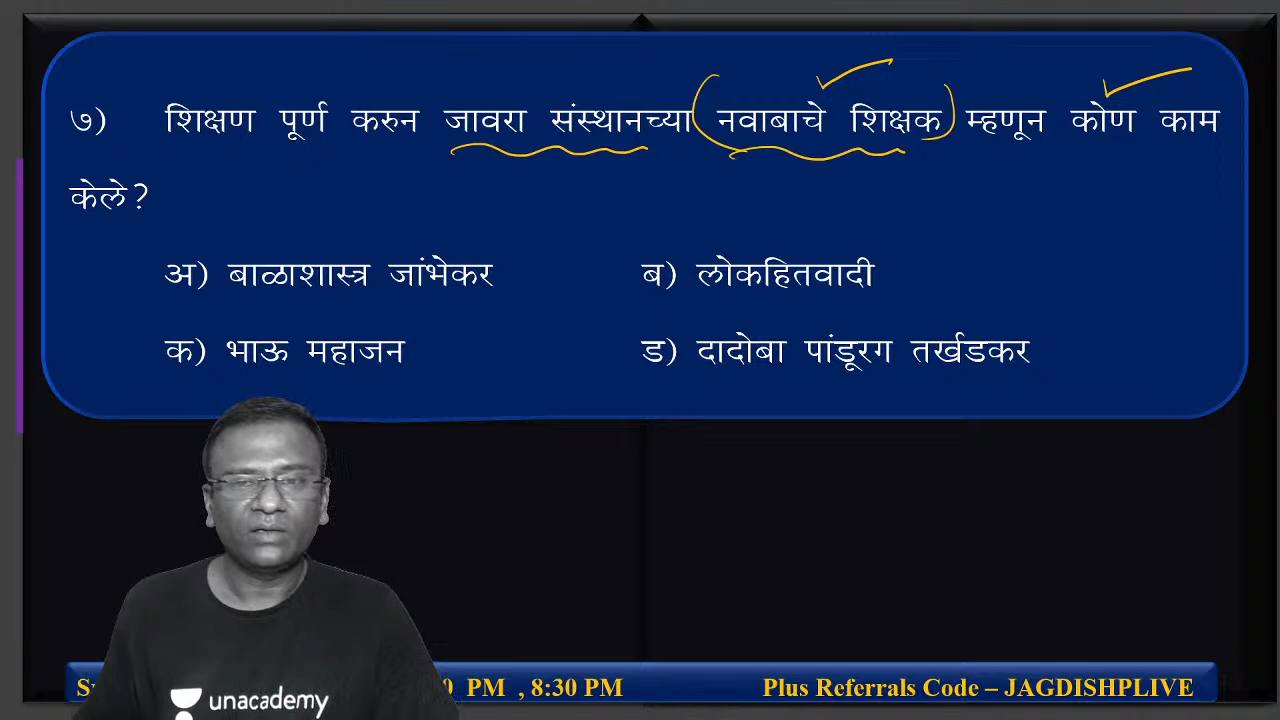 ७) शिक्षण पूर्ण करुन जावरा संस्थानच्या नवाबाचे शिक्षक म्हणून कोण काम
केले?
अ) बाळाशास्त्र जांभेकर ब) लोकहितवादी
क) भाऊ महाजन ड) दादोबा पांडूरग तर्खडकर
unacademy
PM , 8:30 PM Plus Referrals Code – JAGDISHPLIVE